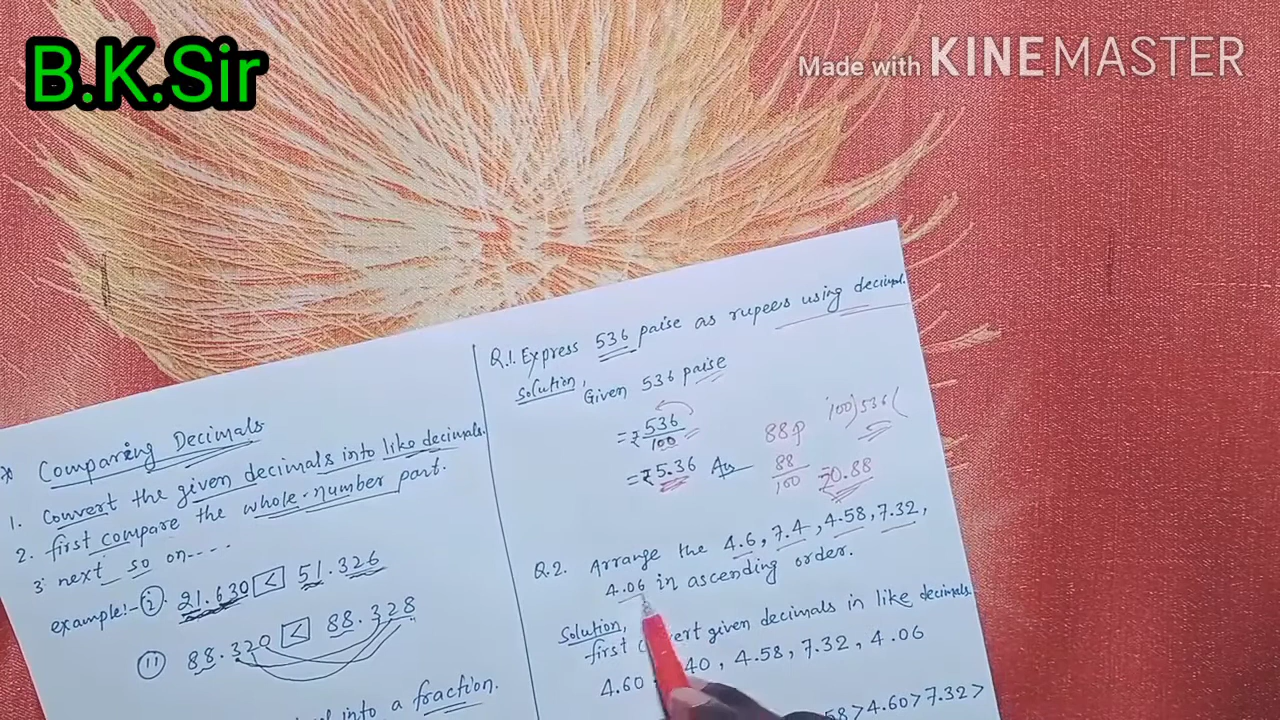 B.K.Sir
Made with KINEMASTER
* Comparing Decimals
1. Convert the given decimals into like decimals.
2. first compare the whole-number part.
3. next so on----
example:- (i). 21.630 < 51.326
(ii) 88.320 < 88.328
into a fraction.
Q.1. Express 536 paise as rupees using decimal.
Solution, Given 536 paise
= ₹ 536/100
= ₹ 5.36 Ans
100)536(
88p
88/100
₹0.88
Q.2. Arrange the 4.6, 7.4, 4.58, 7.32,
4.06 in ascending order.
Solution,
first given decimals in like decimals.
4.60 40, 4.58, 7.32, 4.06
58>4.60>7.32>